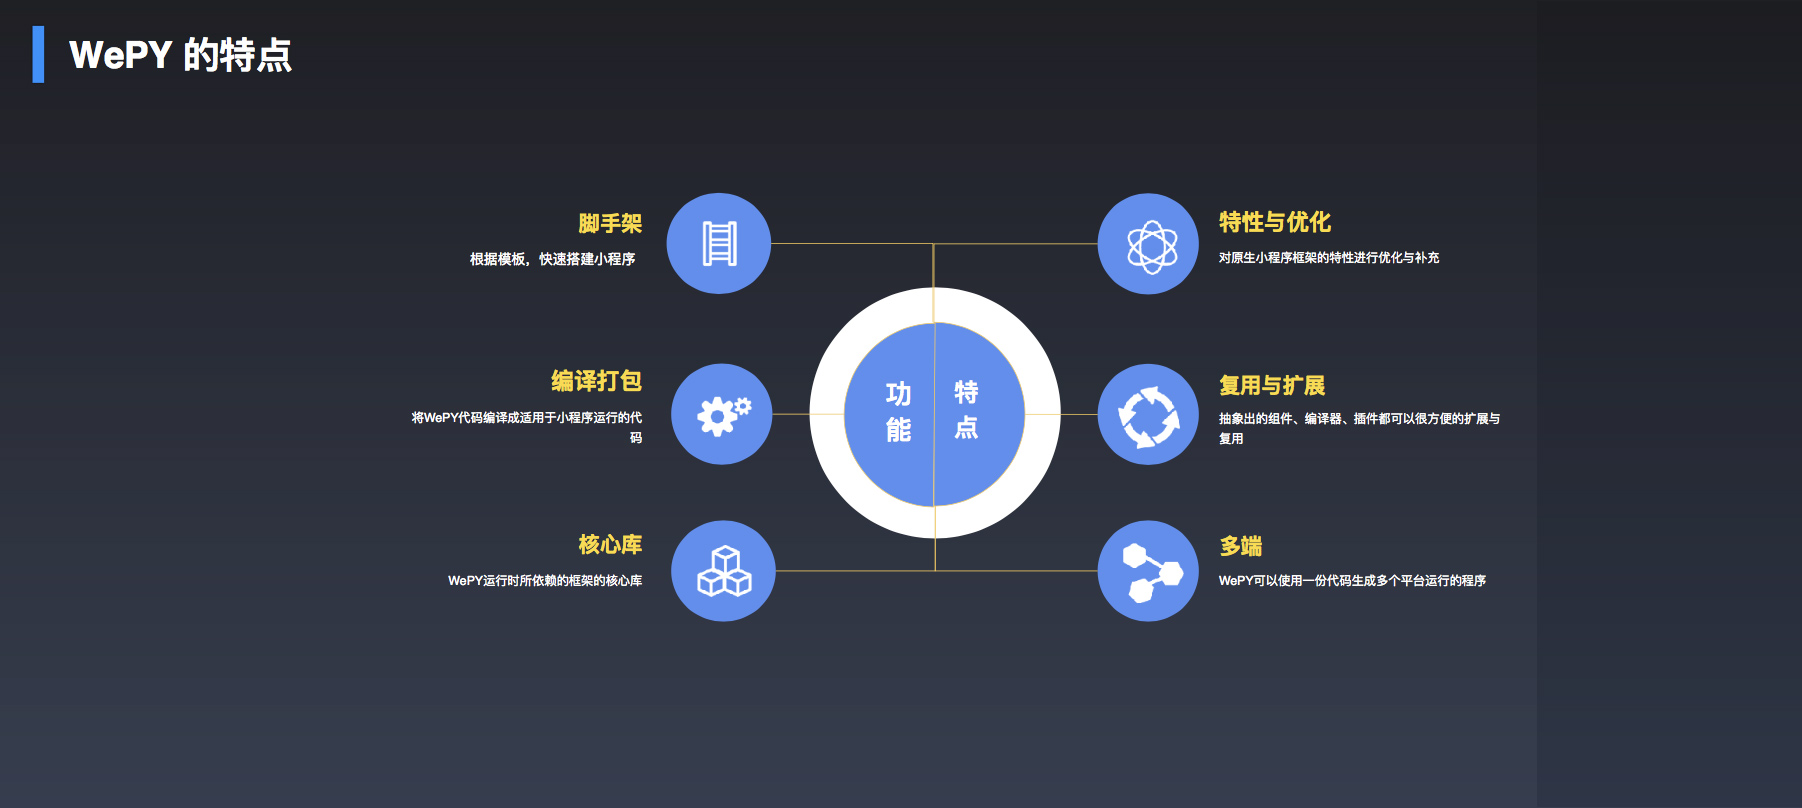 WePY 的特点
脚手架
根据模板，快速搭建小程序
编译打包
将WePY代码编译成适用于小程序运行的代
码
核心库
WePY运行时所依赖的框架的核心库
功
能
特
点
特性与优化
对原生小程序框架的特性进行优化与补充
复用与扩展
抽象出的组件、编译器、插件都可以很方便的扩展与
复用
多端
WePY可以使用一份代码生成多个平台运行的程序